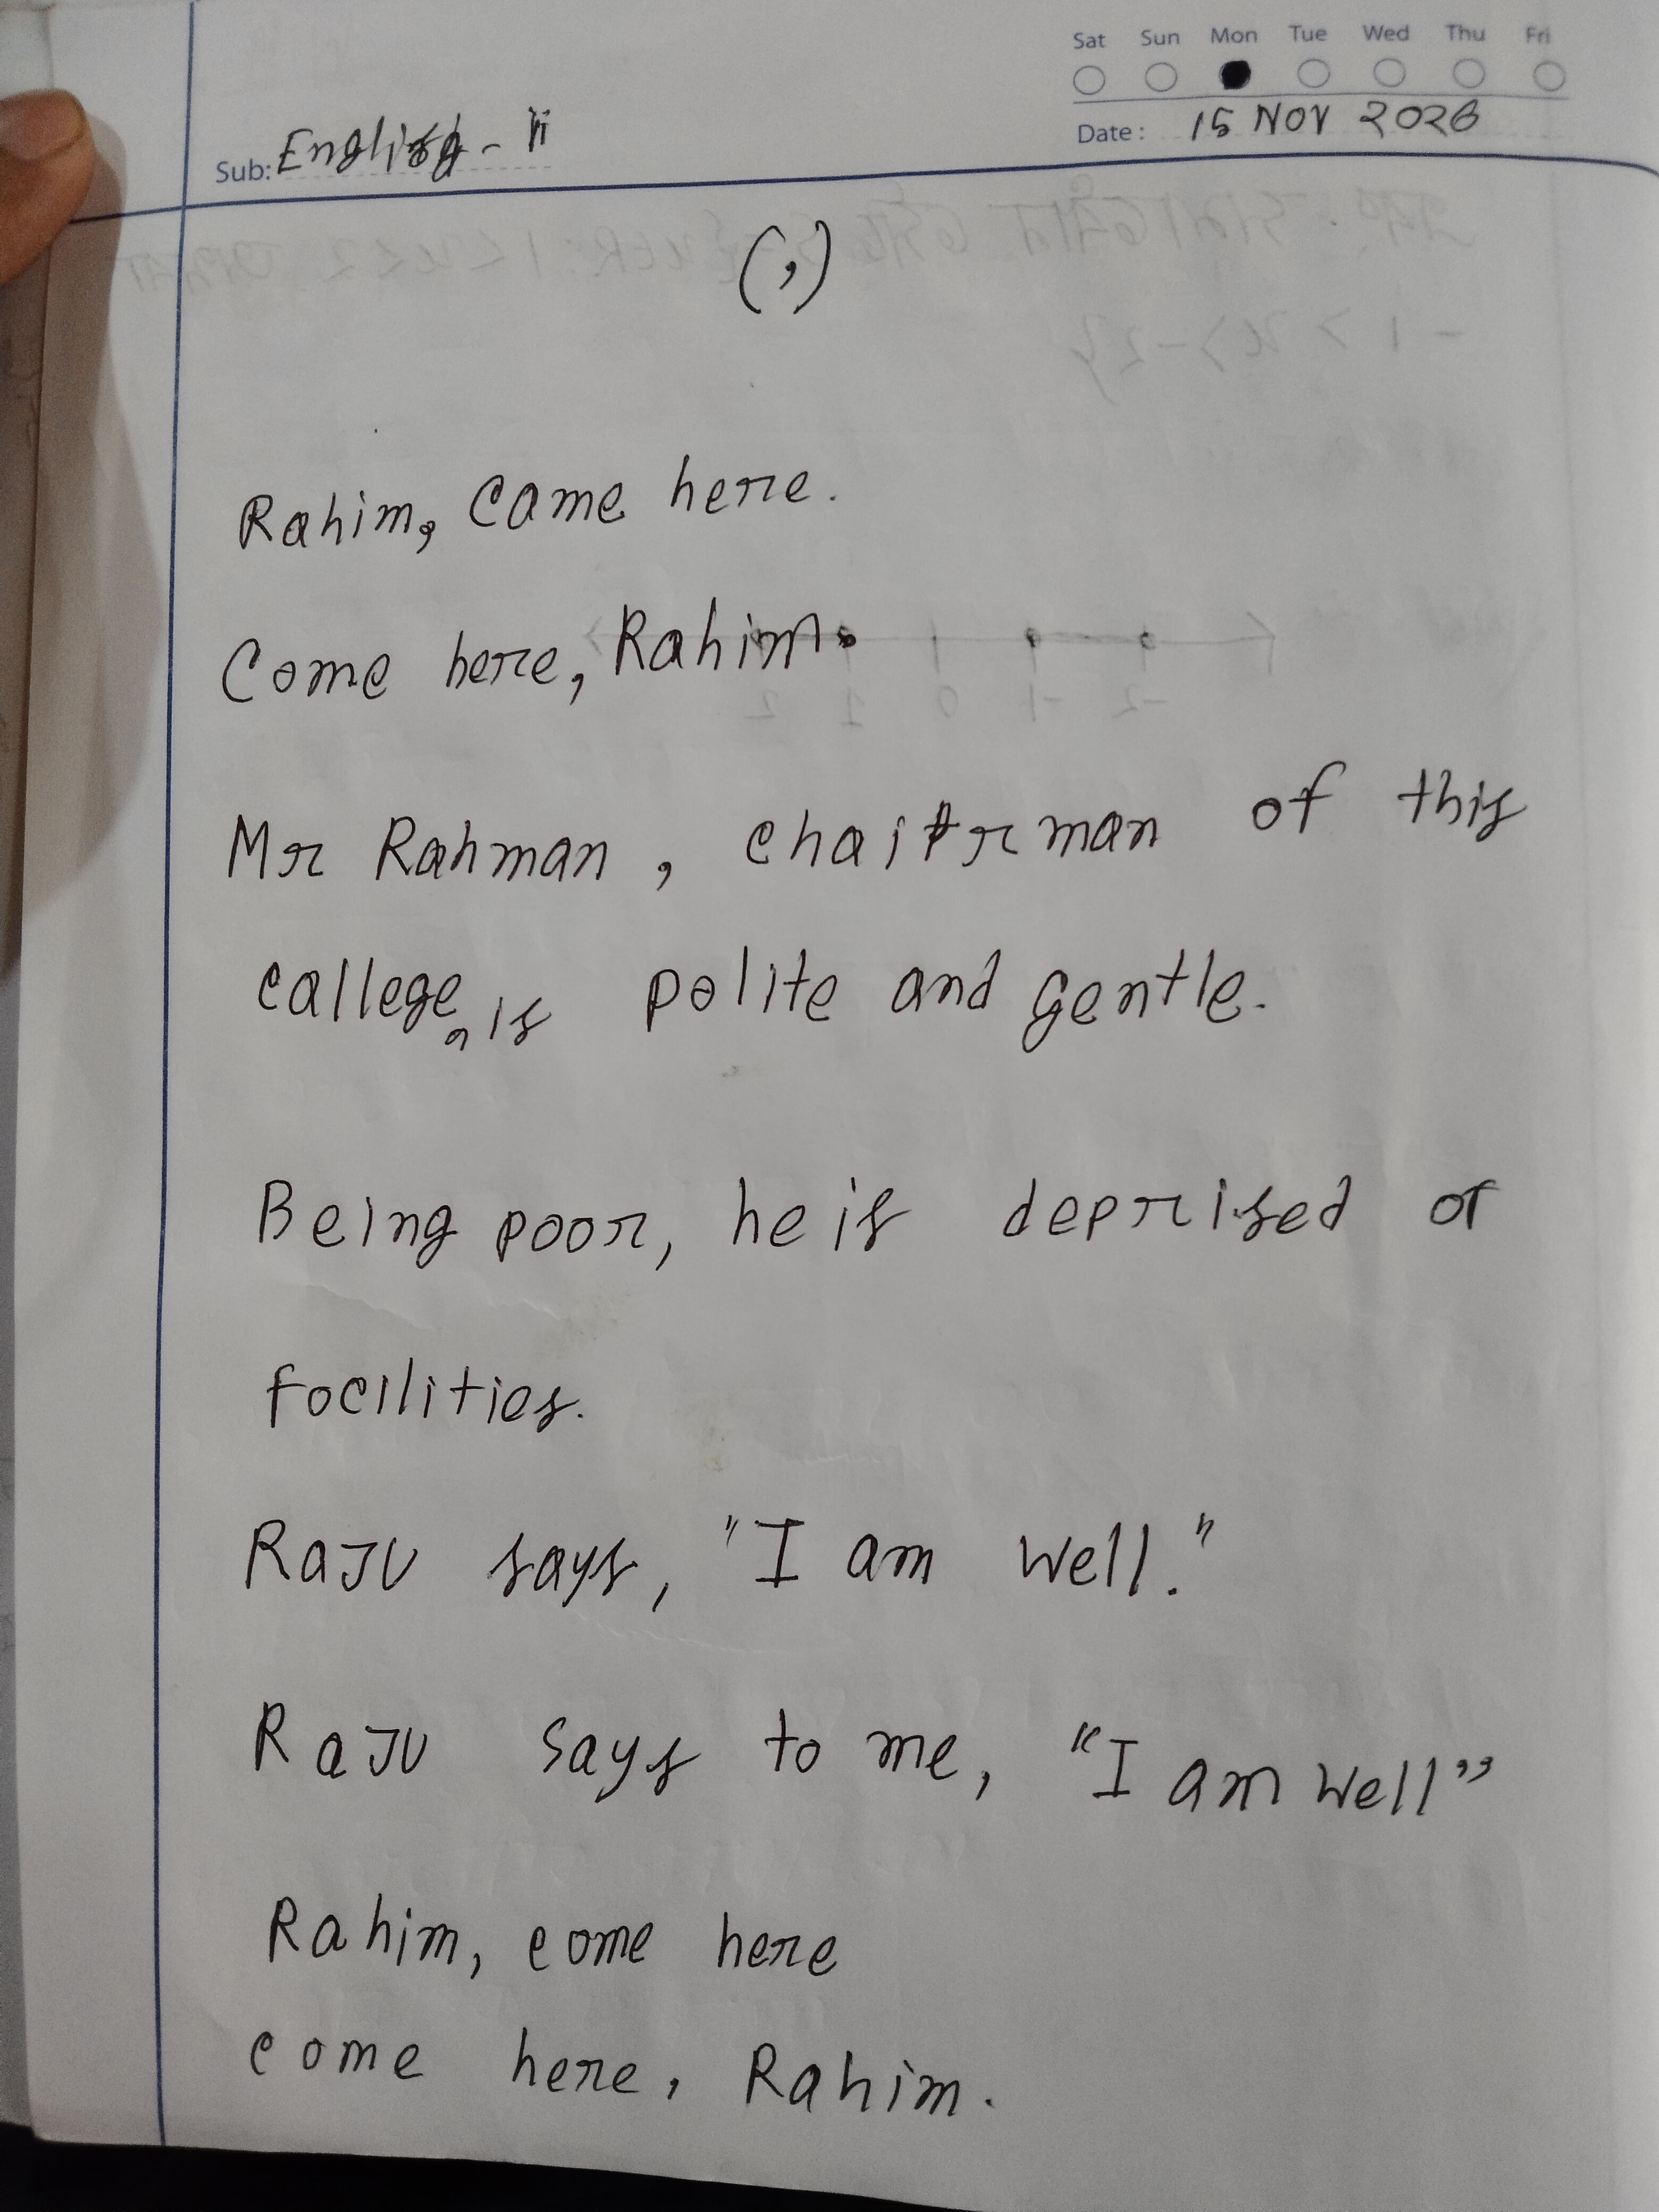 Sat Sun Mon Tue Wed Thu Fri
Date: 15 NOV 2026
Sub: English - ii
(,)
Rahim, Came here.
Come here, Rahim.
Mr Rahman, chairman of this
callege, is polite and gentle.
Being poor, he is deprised of
focilities.
RaJU says, "I am well."
RaJU says to me, "I am well"
Rahim, come here
come here, Rahim.